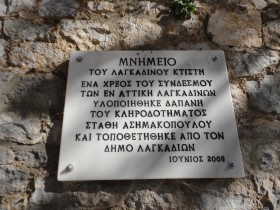 ΜΝΗΜΕΙΟ
ΤΟΥ ΛΑΓΚΑΔΙΝΟΥ ΚΤΙΣΤΗ
ΕΝΑ ΧΡΕΟΣ ΤΟΥ ΣΥΝΔΕΣΜΟΥ
ΤΩΝ ΕΝ ΑΤΤΙΚΗ ΛΑΓΚΑΔΙΝΩΝ
ΥΛΟΠΟΙΗΘΗΚΕ ΔΑΠΑΝΗ
ΤΟΥ ΚΛΗΡΟΔΟΤΗΜΑΤΟΣ
ΣΤΑΘΗ ΑΣΗΜΑΚΟΠΟΥΛΟΥ
ΚΑΙ ΤΟΠΟΘΕΤΗΘΗΚΕ ΑΠΟ ΤΟΝ
ΔΗΜΟ ΛΑΓΚΑΔΙΩΝ
ΙΟΥΝΙΟΣ